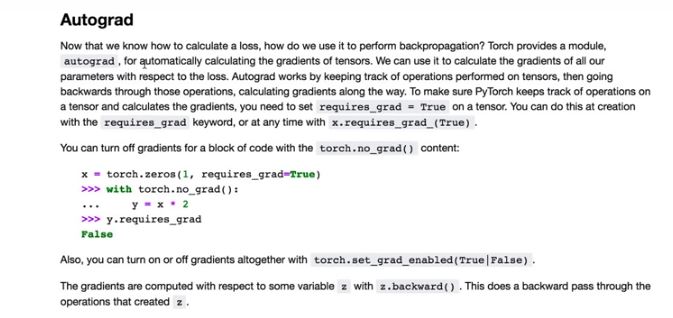 Autograd
Now that we know how to calculate a loss, how do we use it to perform backpropagation? Torch provides a module,
autograd , for automatically calculating the gradients of tensors. We can use it to calculate the gradients of all our
parameters with respect to the loss. Autograd works by keeping track of operations performed on tensors, then going
backwards through those operations, calculating gradients along the way. To make sure PyTorch keeps track of operations on
a tensor and calculates the gradients, you need to set requires_grad = True on a tensor. You can do this at creation
with the requires_grad keyword, or at any time with x.requires_grad_(True) .
You can turn off gradients for a block of code with the torch.no_grad() content:
x = torch.zeros(1, requires_grad=True)
>>> with torch.no_grad():
... y = x * 2
>>> y.requires_grad
False
Also, you can turn on or off gradients altogether with torch.set_grad_enabled(True|False) .
The gradients are computed with respect to some variable z with z.backward() . This does a backward pass through the
operations that created z .